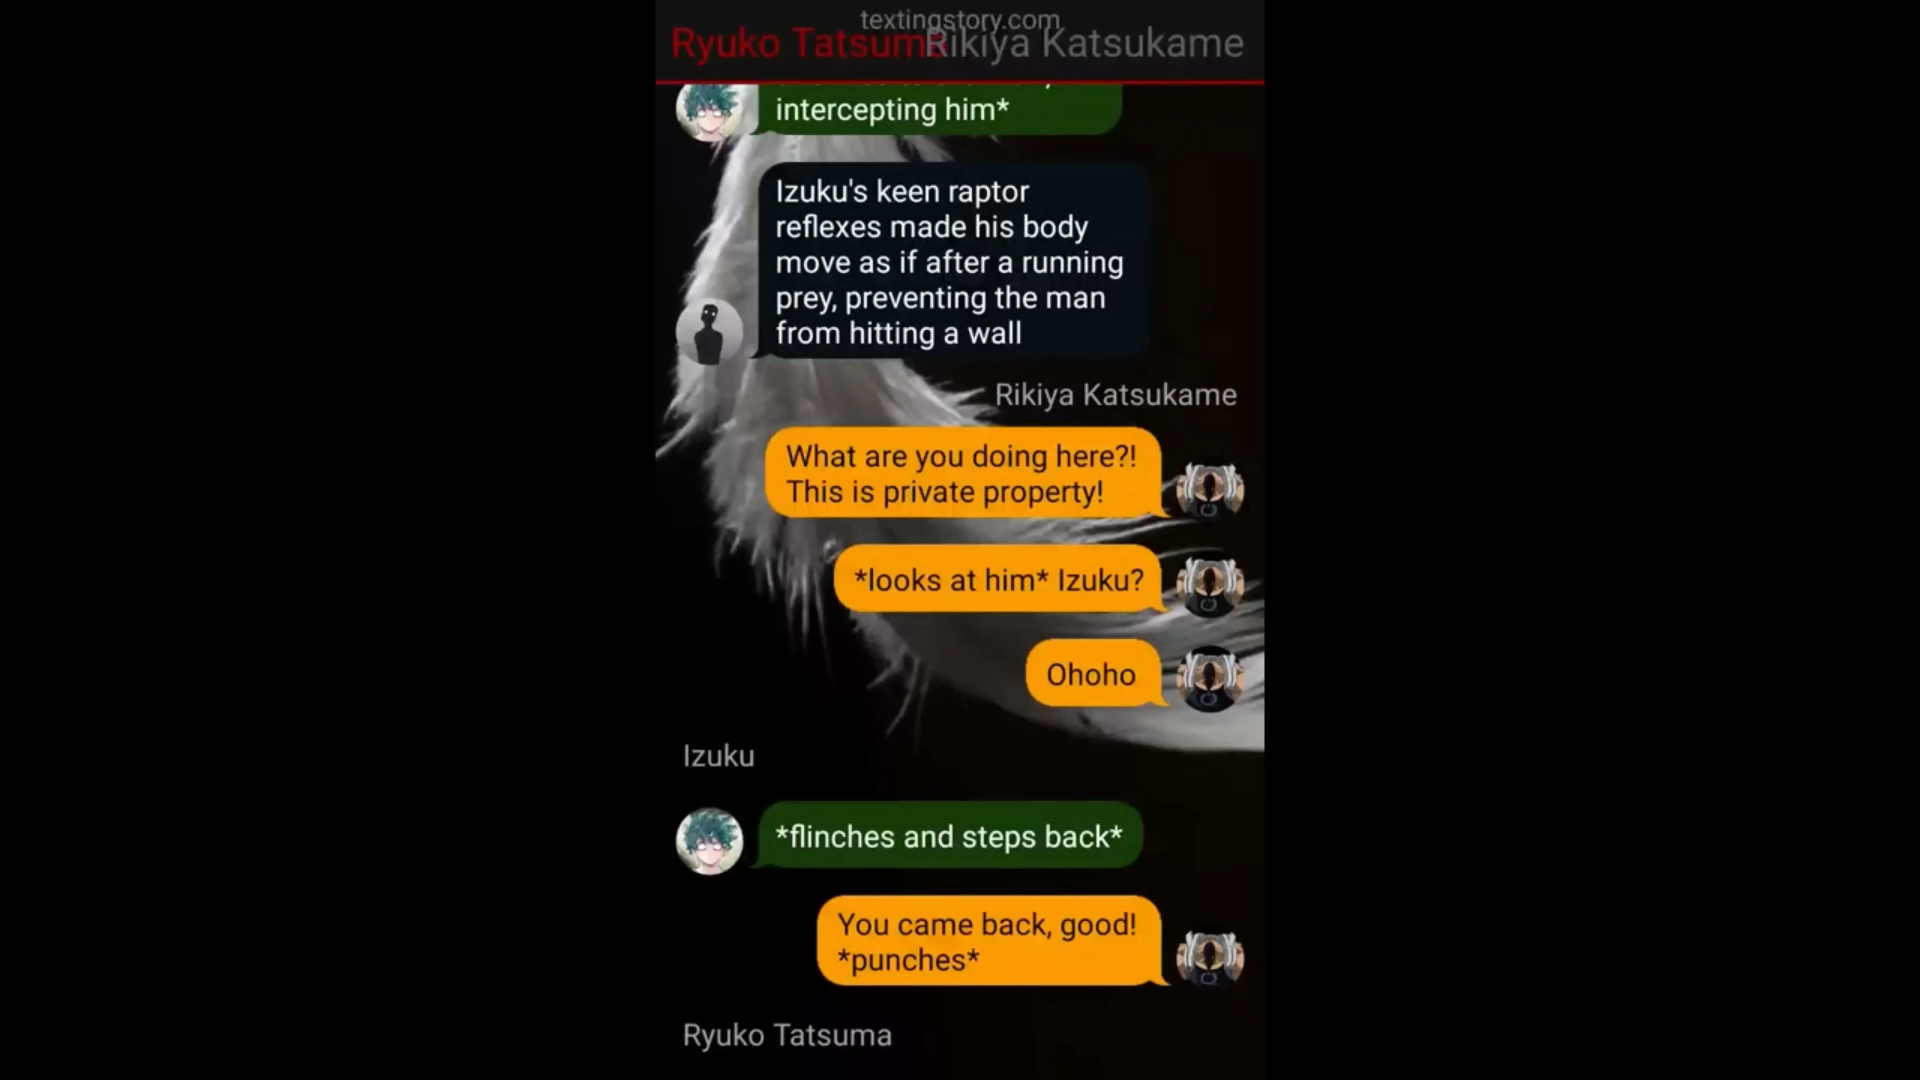 textingstory.com
Ryuko Tatsuma
Rikiya Katsukame
intercepting him*
Izuku's keen raptor
reflexes made his body
move as if after a running
prey, preventing the man
from hitting a wall
Rikiya Katsukame
What are you doing here?!
This is private property!
*looks at him* Izuku?
Ohoho
Izuku
*flinches and steps back*
You came back, good!
*punches*
Ryuko Tatsuma